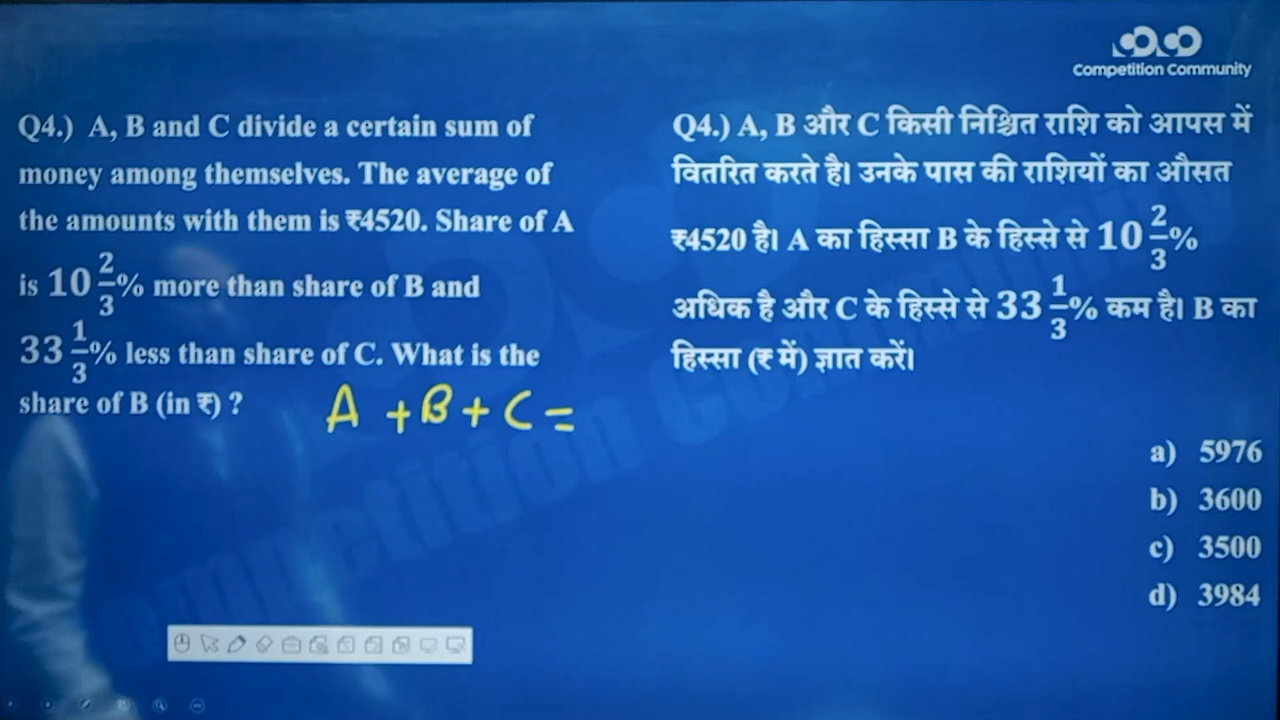 Competition Community
Q4.) A, B and C divide a certain sum of
money among themselves. The average of
the amounts with them is ₹4520. Share of A
is 10 2/3% more than share of B and
33 1/3% less than share of C. What is the
share of B (in ₹) ?
A + B + C =
Q4.) A, B और C किसी निश्चित राशि को आपस में
वितरित करते है। उनके पास की राशियों का औसत
₹4520 है। A का हिस्सा B के हिस्से से 10 2/3%
अधिक है और C के हिस्से से 33 1/3% कम है। B का
हिस्सा (₹ में) ज्ञात करें।
a) 5976
b) 3600
c) 3500
d) 3984
Competition Community